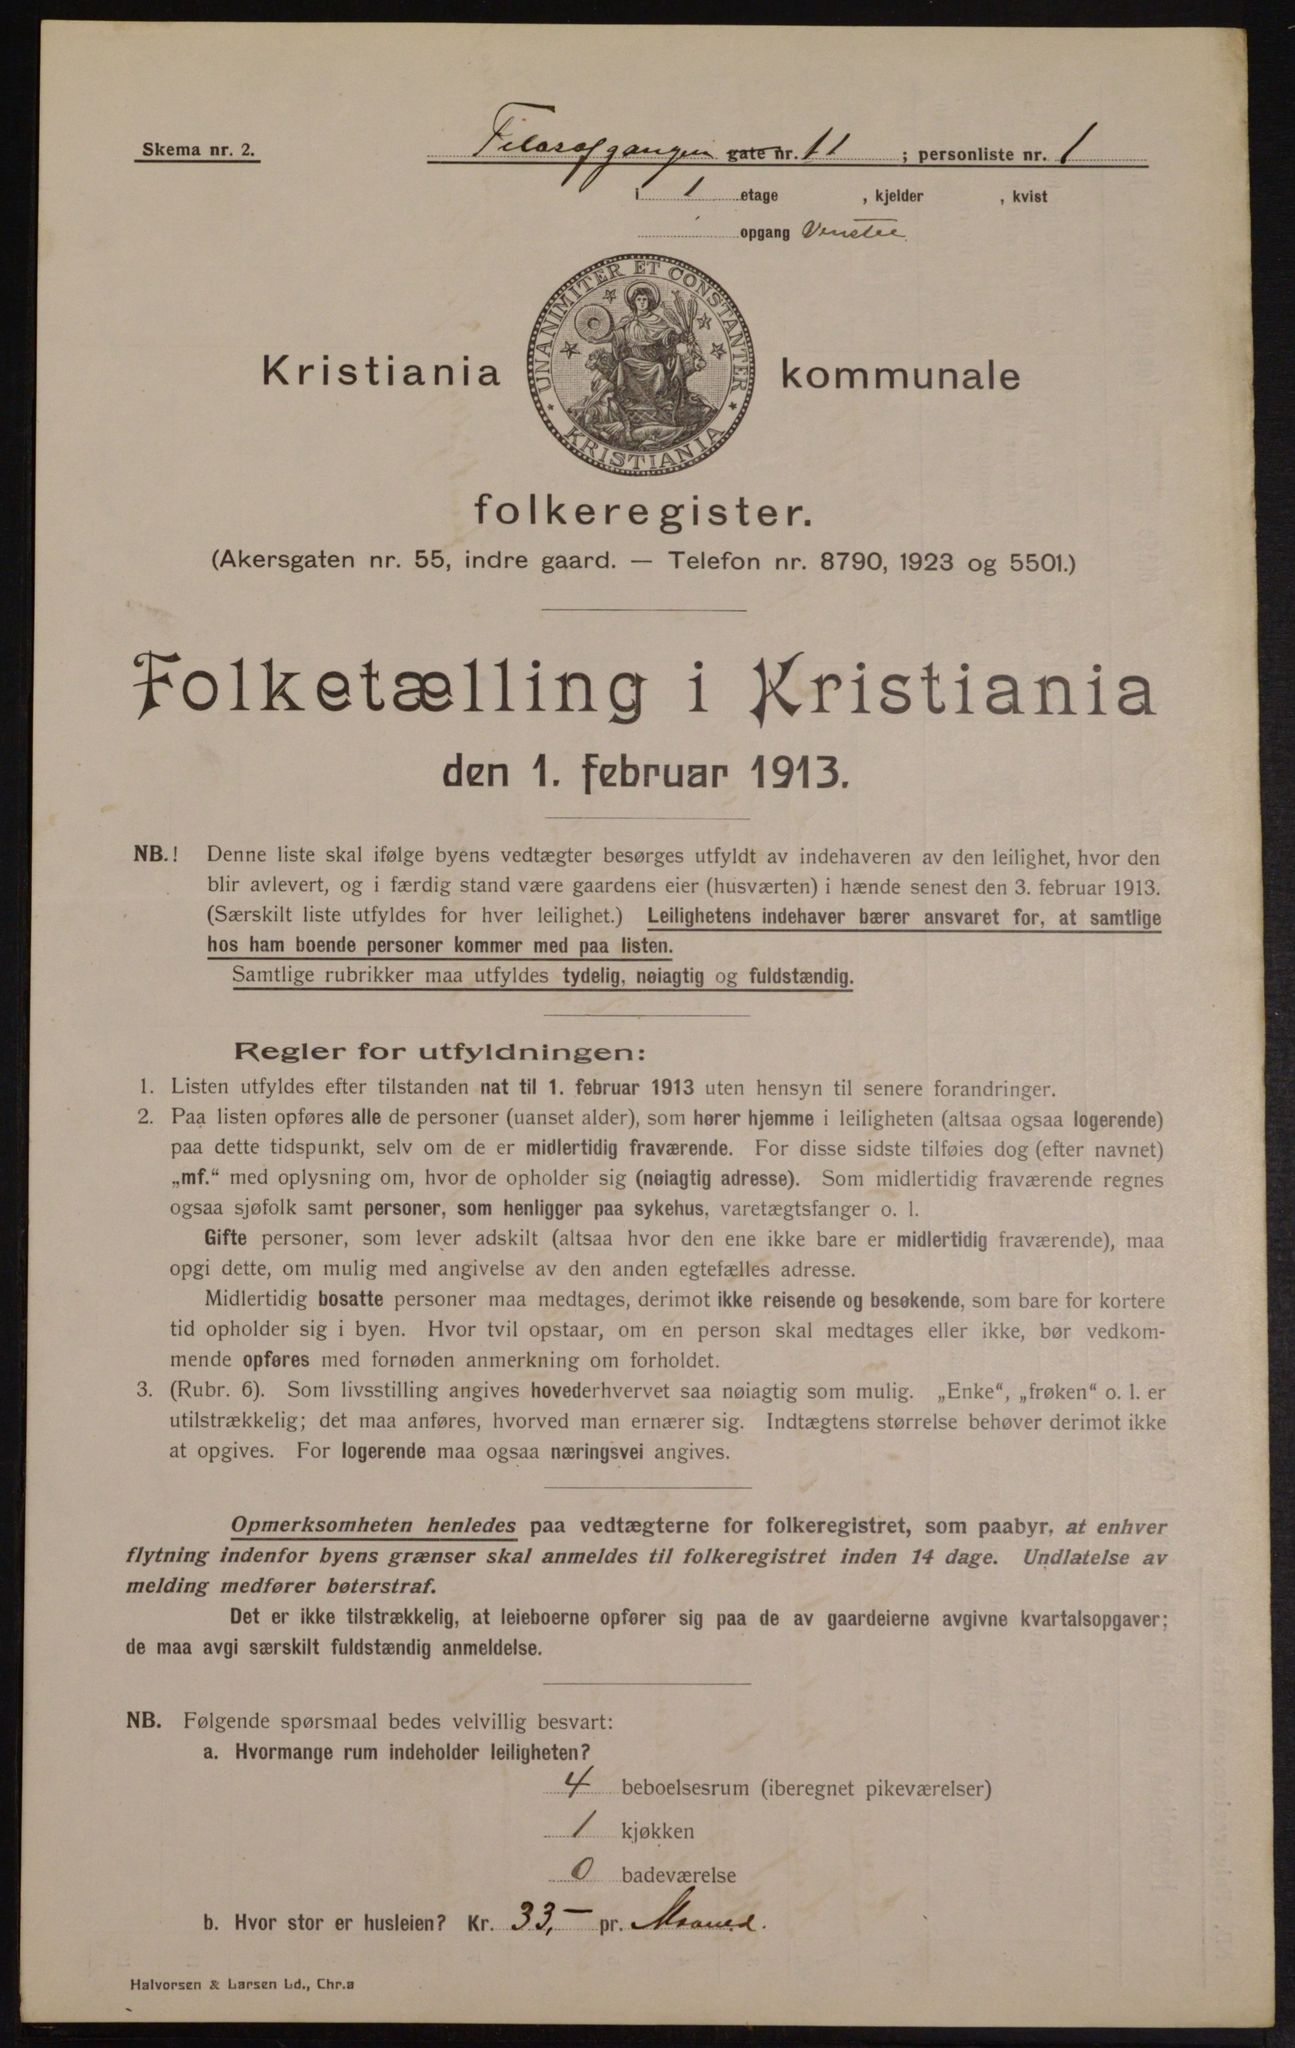 Skema nr. 2.
Filosofgangen gate nr. 11 ; personliste nr. 1
i 1 etage , kjelder , kvist
opgang Venstre
UNANIMITER ET CONSTANTER
KRISTIANIA
Kristiania kommunale
folkeregister.
(Akersgaten nr. 55, indre gaard. — Telefon nr. 8790, 1923 og 5501.)
Folketælling i Kristiania
den 1. februar 1913.
NB.! Denne liste skal ifølge byens vedtægter besørges utfyldt av indehaveren av den leilighet, hvor den
blir avlevert, og i færdig stand være gaardens eier (husværten) i hænde senest den 3. februar 1913.
(Særskilt liste utfyldes for hver leilighet.) Leilighetens indehaver bærer ansvaret for, at samtlige
hos ham boende personer kommer med paa listen.
Samtlige rubrikker maa utfyldes tydelig, nøiagtig og fuldstændig.
Regler for utfyldningen:
1. Listen utfyldes efter tilstanden nat til 1. februar 1913 uten hensyn til senere forandringer.
2. Paa listen opføres alle de personer (uanset alder), som hører hjemme i leiligheten (altsaa ogsaa logerende)
paa dette tidspunkt, selv om de er midlertidig fraværende. For disse sidste tilføies dog (efter navnet)
„mf.“ med oplysning om, hvor de opholder sig (nøiagtig adresse). Som midlertidig fraværende regnes
ogsaa sjøfolk samt personer, som henligger paa sykehus, varetægtsfanger o. l.
Gifte personer, som lever adskilt (altsaa hvor den ene ikke bare er midlertidig fraværende), maa
opgi dette, om mulig med angivelse av den anden egtefælles adresse.
Midlertidig bosatte personer maa medtages, derimot ikke reisende og besøkende, som bare for kortere
tid opholder sig i byen. Hvor tvil opstaar, om en person skal medtages eller ikke, bør vedkom-
mende opføres med fornøden anmerkning om forholdet.
3. (Rubr. 6). Som livsstilling angives hovederhvervet saa nøiagtig som mulig. „Enke“, „frøken“ o. l. er
utilstrækkelig; det maa anføres, hvorved man ernærer sig. Indtægtens størrelse behøver derimot ikke
at opgives. For logerende maa ogsaa næringsvei angives.
Opmerksomheten henledes paa vedtægterne for folkeregistret, som paabyr, at enhver
flytning indenfor byens grænser skal anmeldes til folkeregistret inden 14 dage. Undlatelse av
melding medfører bøterstraf.
Det er ikke tilstrækkelig, at leieboerne opfører sig paa de av gaardeierne avgivne kvartalsopgaver;
de maa avgi særskilt fuldstændig anmeldelse.
NB. Følgende spørsmaal bedes velvillig besvart:
a. Hvormange rum indeholder leiligheten?
4 beboelsesrum (iberegnet pikeværelser)
1 kjøkken
0 badeværelse
b. Hvor stor er husleien? Kr. 33,— pr. Maaned.
Halvorsen & Larsen Ld., Chr.a